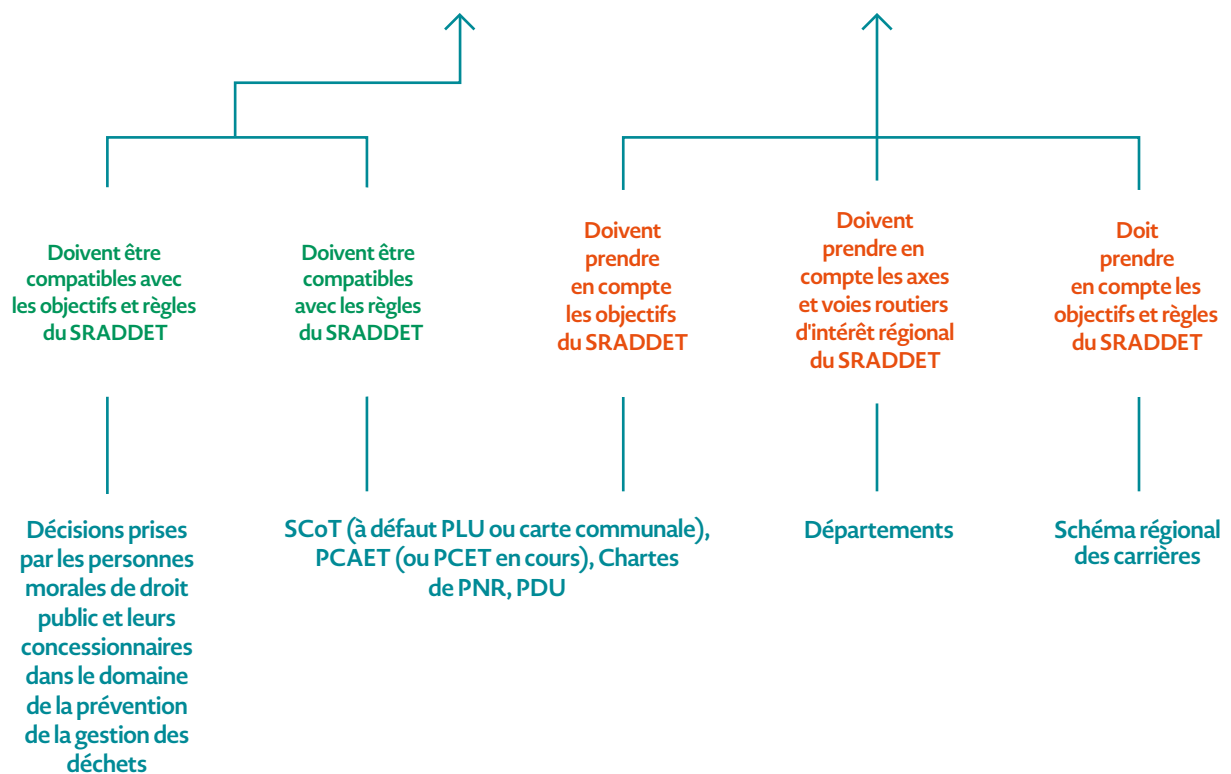 Doivent être
compatibles avec
les objectifs et règles
du SRADDET
Doivent être
compatibles
avec les règles
du SRADDET
Doivent
prendre
en compte
les objectifs
du SRADDET
Doivent
prendre en
compte les axes
et voies routiers
d'intérêt régional
du SRADDET
Doit
prendre
en compte les
objectifs et règles
du SRADDET
Décisions prises
par les personnes
morales de droit
public et leurs
concessionnaires
dans le domaine
de la prévention
de la gestion des
déchets
SCoT (à défaut PLU ou carte communale),
PCAET (ou PCET en cours), Chartes
de PNR, PDU
Départements
Schéma régional
des carrières